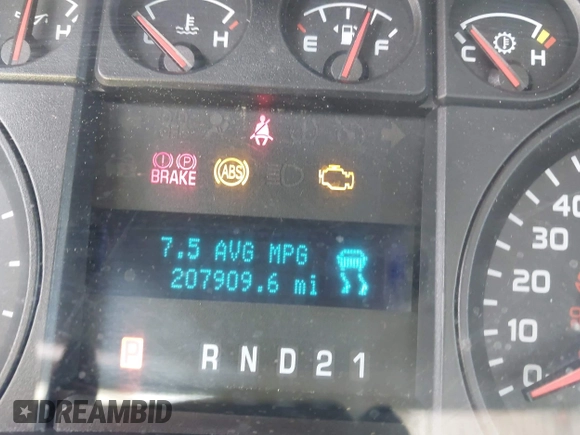 H
C
H
E
F
C
H
BRAKE
ABS
7.5 AVG MPG
207909.6 mi
P R N D 2 1
40
30
20
10
0
DREAMBID